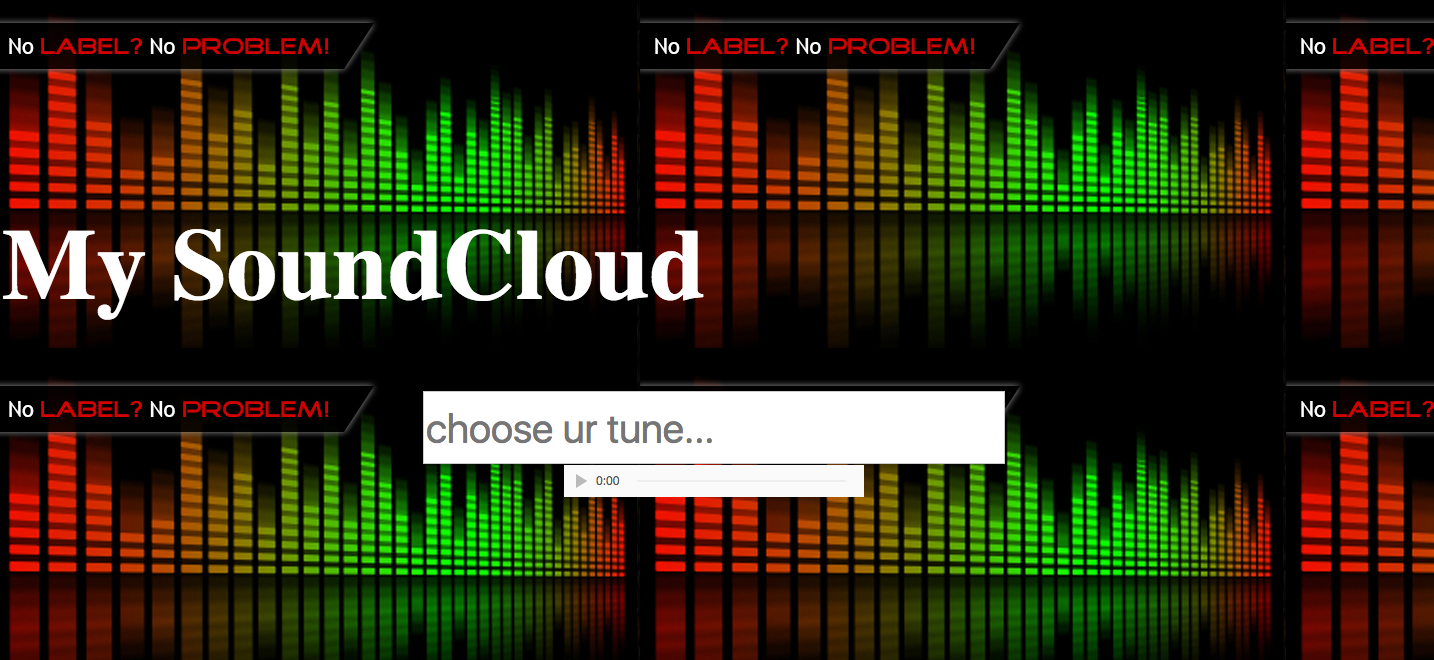 No LABEL? No PROBLEM!
No LABEL? No PROBLEM!
No LABEL?
My SoundCloud
No LABEL? No PROBLEM!
No LABEL?
choose ur tune...
0:00